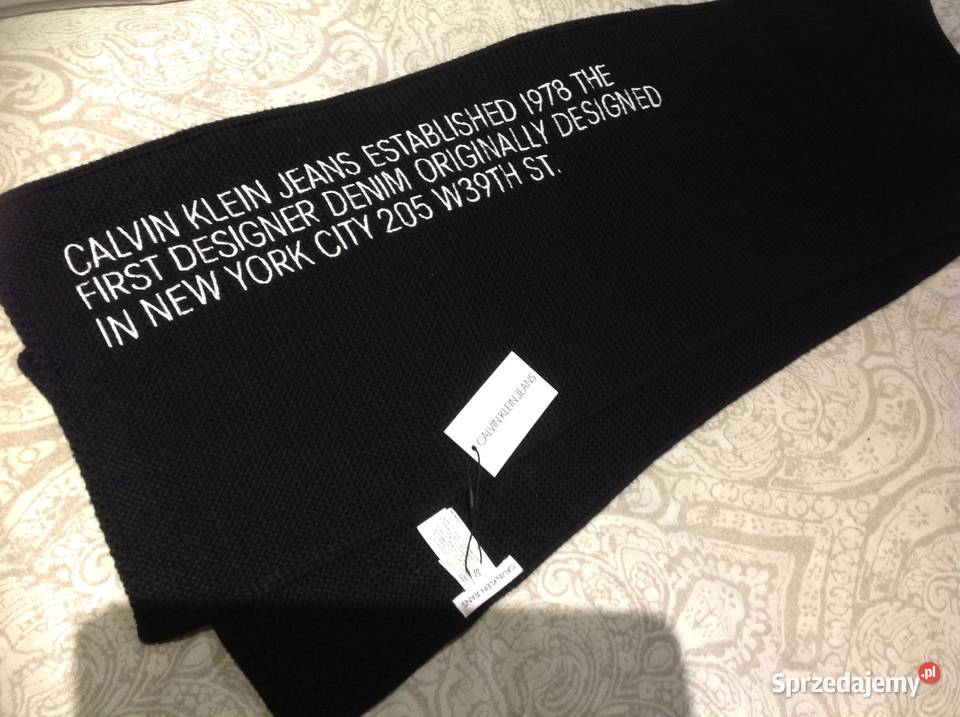 CALVIN KLEIN JEANS ESTABLISHED 1978 THE
FIRST DESIGNER DENIM ORIGINALLY DESIGNED
IN NEW YORK CITY 205 W39TH ST.
CALVIN KLEIN JEANS
CALVIN KLEIN JEANS
Sprzedajemy.pl